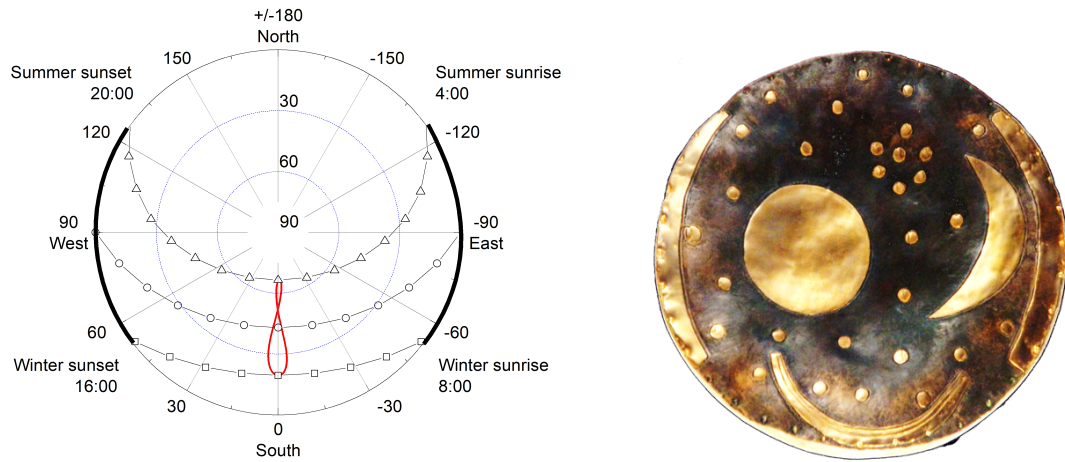 +/-180
North
150
-150
Summer sunset
20:00
Summer sunrise
4:00
30
120
-120
60
90
West
90
-90
East
60
-60
Winter sunset
16:00
Winter sunrise
8:00
30
-30
0
South